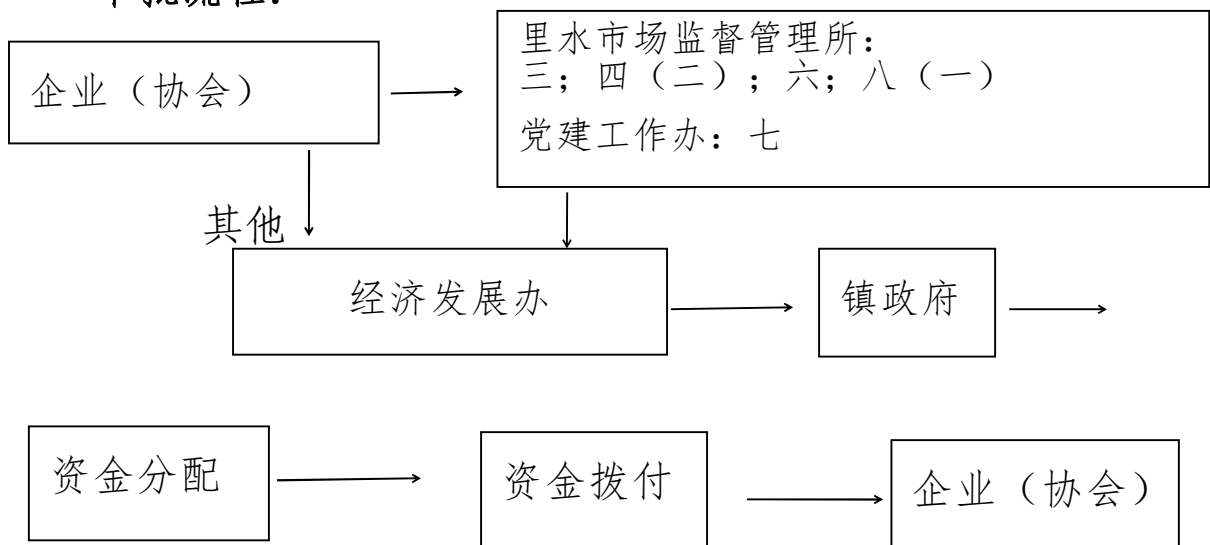 里水市场监督管理所：
三；四（二）；六；八（一）
企业（协会）
党建工作办：七
其他
经济发展办
镇政府
资金分配
资金拨付
企业（协会）